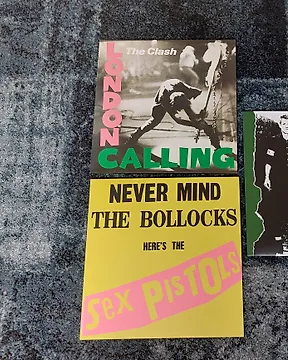 The Clash
LONDON
CALLING
NEVER MIND
THE BOLLOCKS
HERE'S THE
Sex PISTOLS